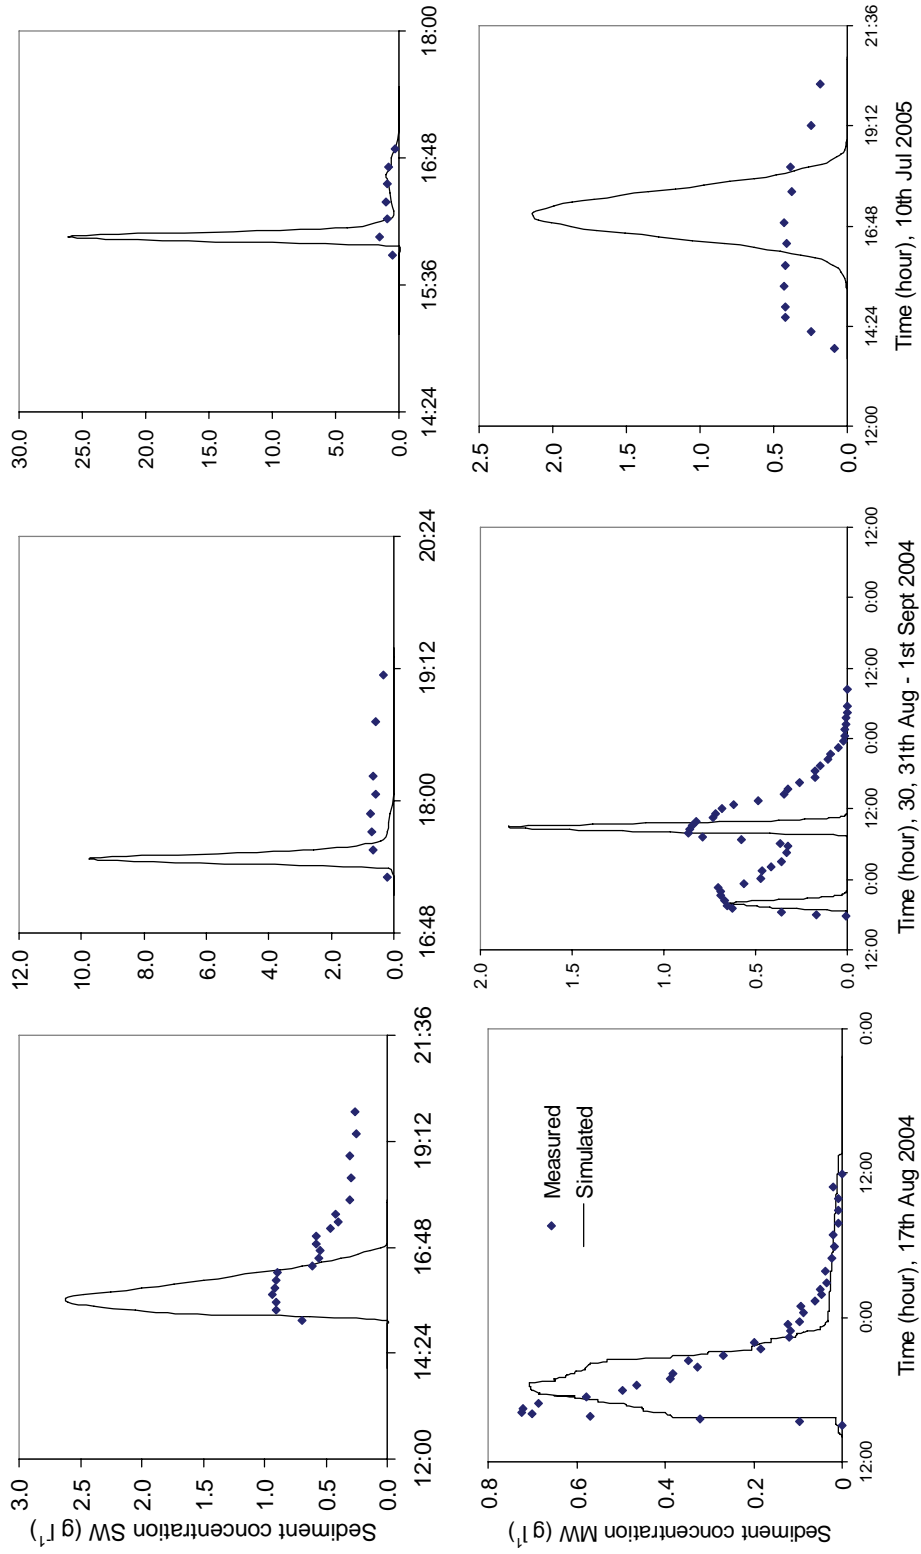 Sediment concentration SW (g l⁻¹)
3.0
2.5
2.0
1.5
1.0
0.5
0.0
12:00 14:24 16:48 19:12 21:36
12.0
10.0
8.0
6.0
4.0
2.0
0.0
16:48 18:00 19:12 20:24
30.0
25.0
20.0
15.0
10.0
5.0
0.0
14:24 15:36 16:48 18:00
Sediment concentration MW (g l⁻¹)
0.8
0.6
0.4
0.2
0
Measured
Simulated
12:00 0:00 12:00 0:00
Time (hour), 17th Aug 2004
2.0
1.5
1.0
0.5
0.0
12:00 0:00 12:00 0:00 12:00 0:00 12:00
Time (hour), 30, 31th Aug - 1st Sept 2004
2.5
2.0
1.5
1.0
0.5
0.0
12:00 14:24 16:48 19:12 21:36
Time (hour), 10th Jul 2005